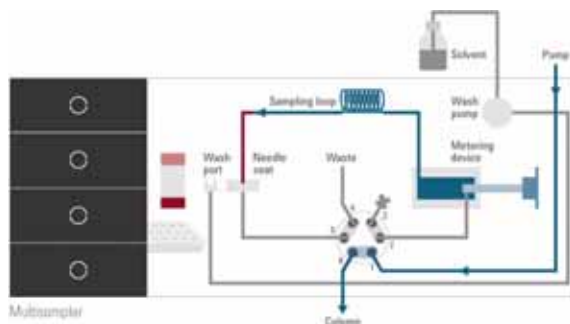 Solvent
Pump
Sampling loop
Wash
pump
Wash
port
Needle
seat
Waste
Metering
device
Multisampler
Column